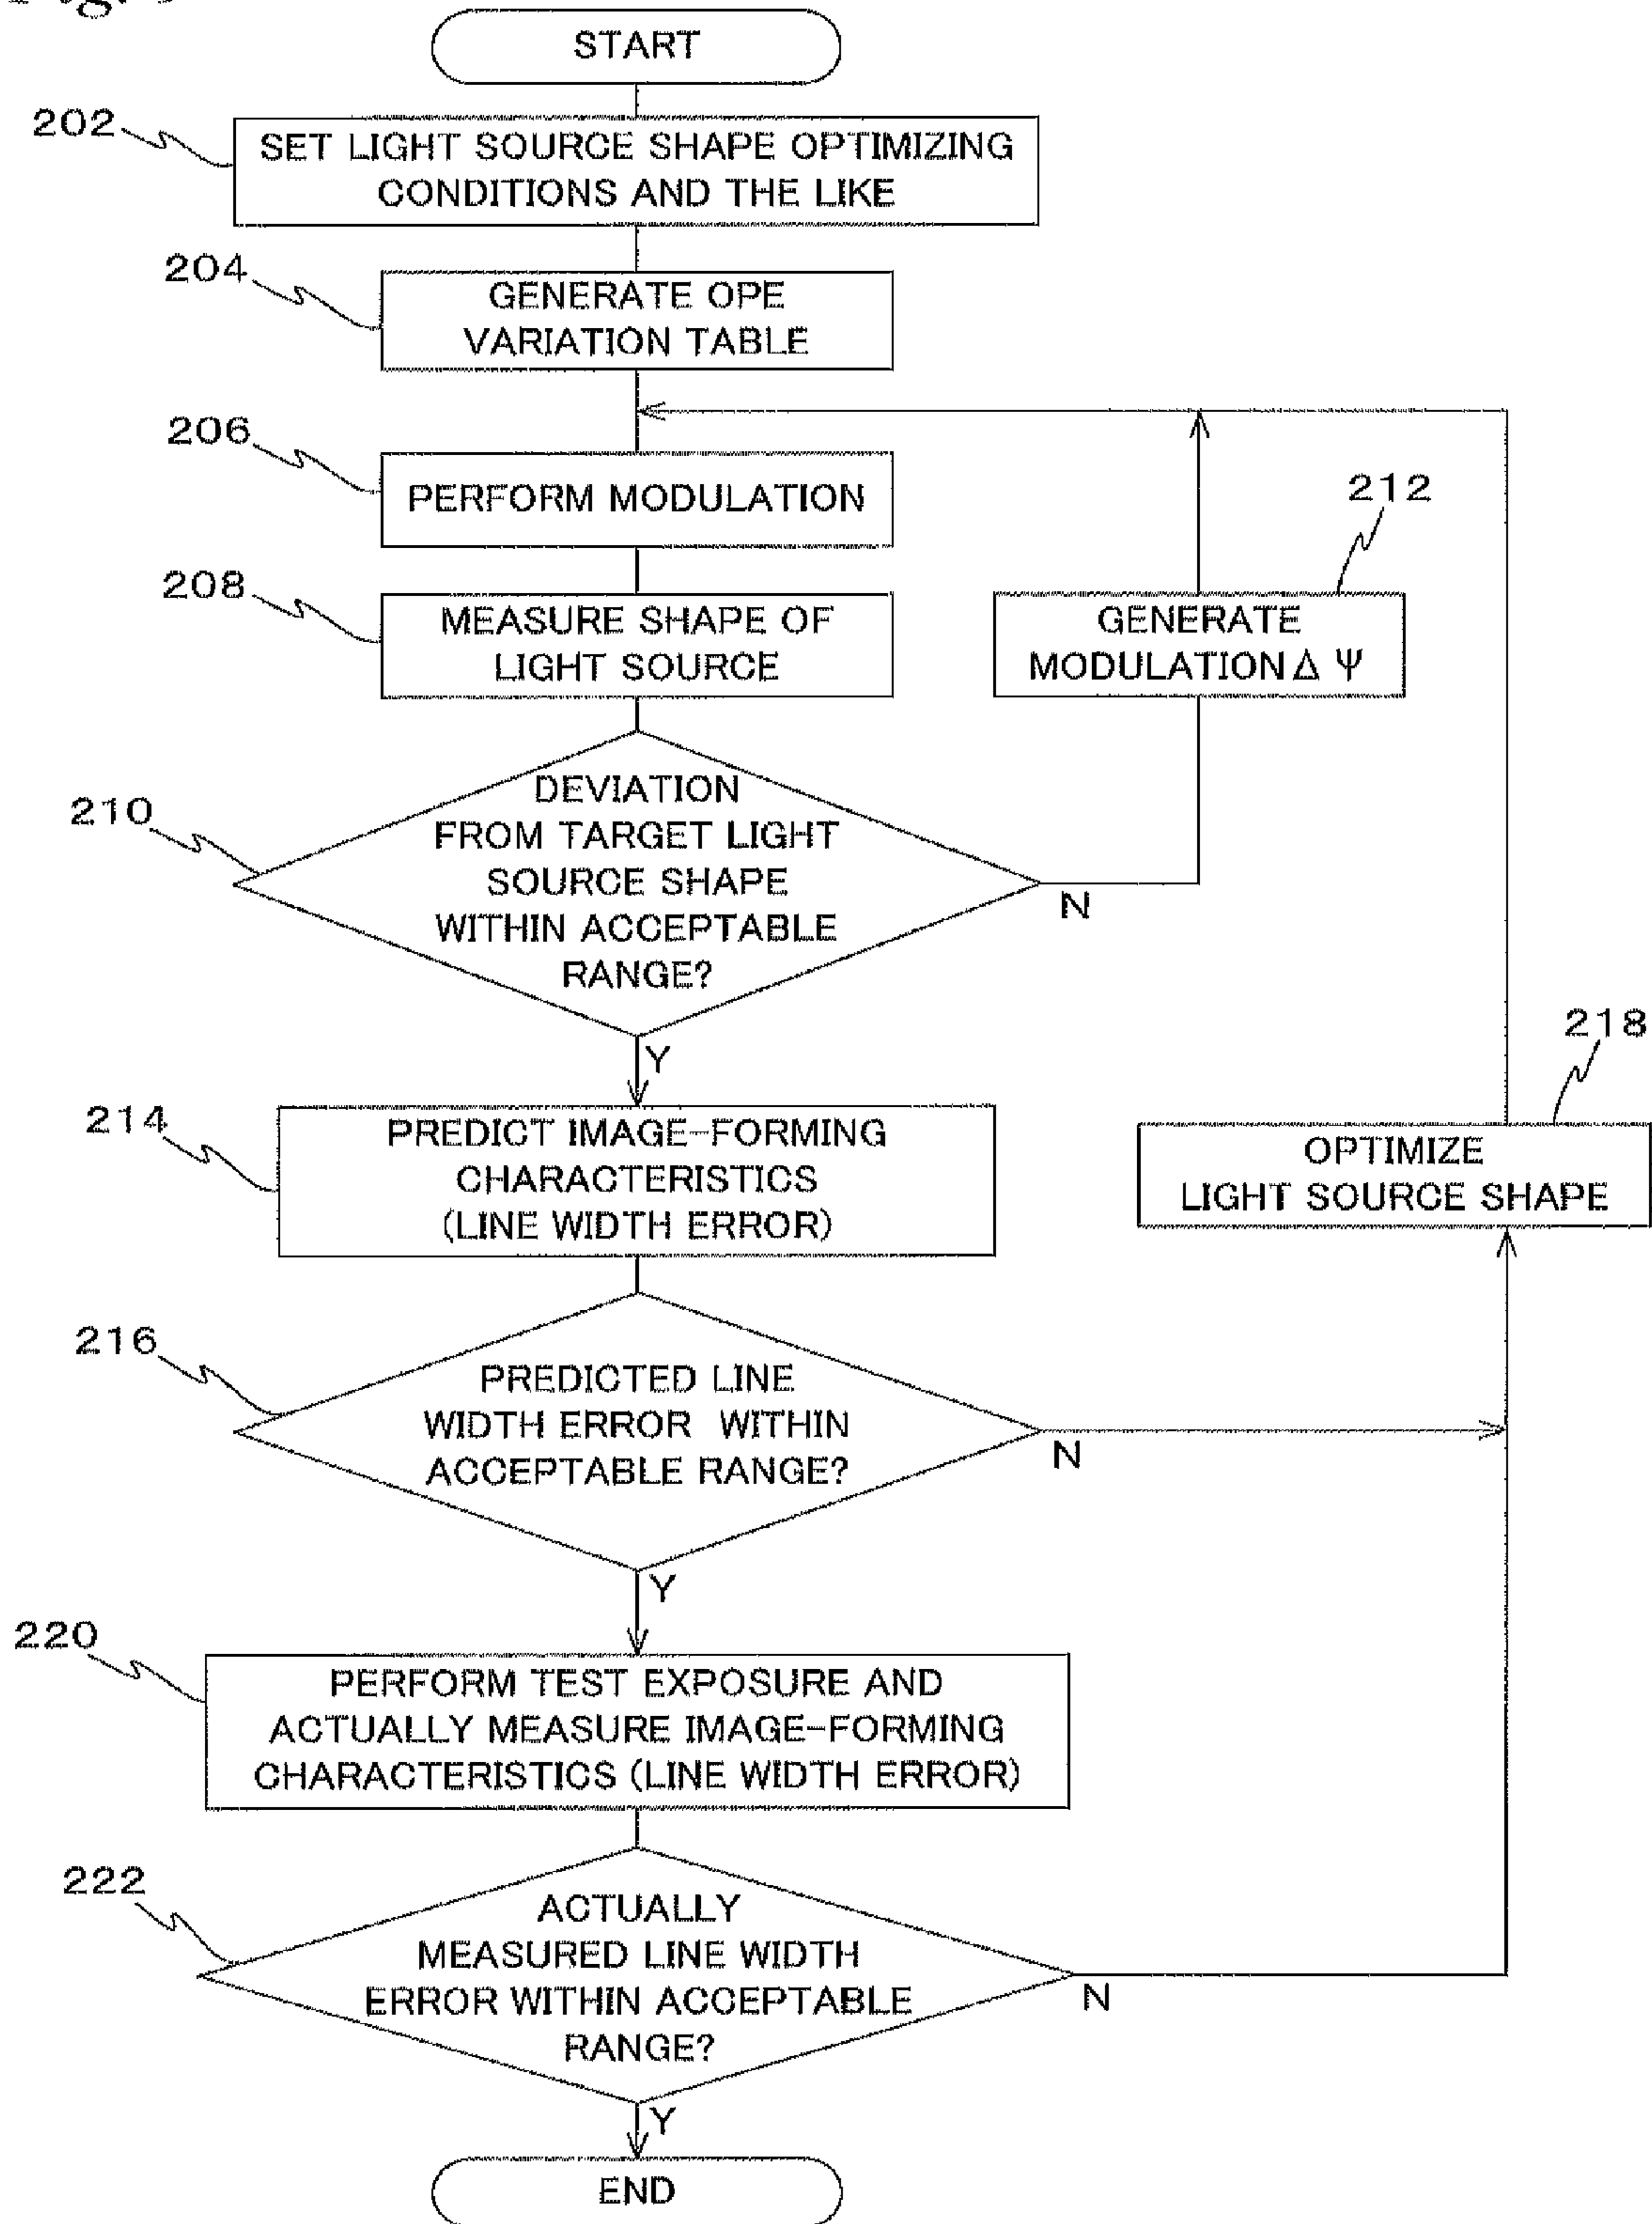 START
202
SET LIGHT SOURCE SHAPE OPTIMIZING
CONDITIONS AND THE LIKE
204
GENERATE OPE
VARIATION TABLE
206
PERFORM MODULATION
208
MEASURE SHAPE OF
LIGHT SOURCE
212
GENERATE
MODULATION Δ Ψ
210
DEVIATION
FROM TARGET LIGHT
SOURCE SHAPE
WITHIN ACCEPTABLE
RANGE?
N
Y
214
PREDICT IMAGE-FORMING
CHARACTERISTICS
(LINE WIDTH ERROR)
218
OPTIMIZE
LIGHT SOURCE SHAPE
216
PREDICTED LINE
WIDTH ERROR WITHIN
ACCEPTABLE RANGE?
N
Y
220
PERFORM TEST EXPOSURE AND
ACTUALLY MEASURE IMAGE-FORMING
CHARACTERISTICS (LINE WIDTH ERROR)
222
ACTUALLY
MEASURED LINE WIDTH
ERROR WITHIN ACCEPTABLE
RANGE?
N
Y
END